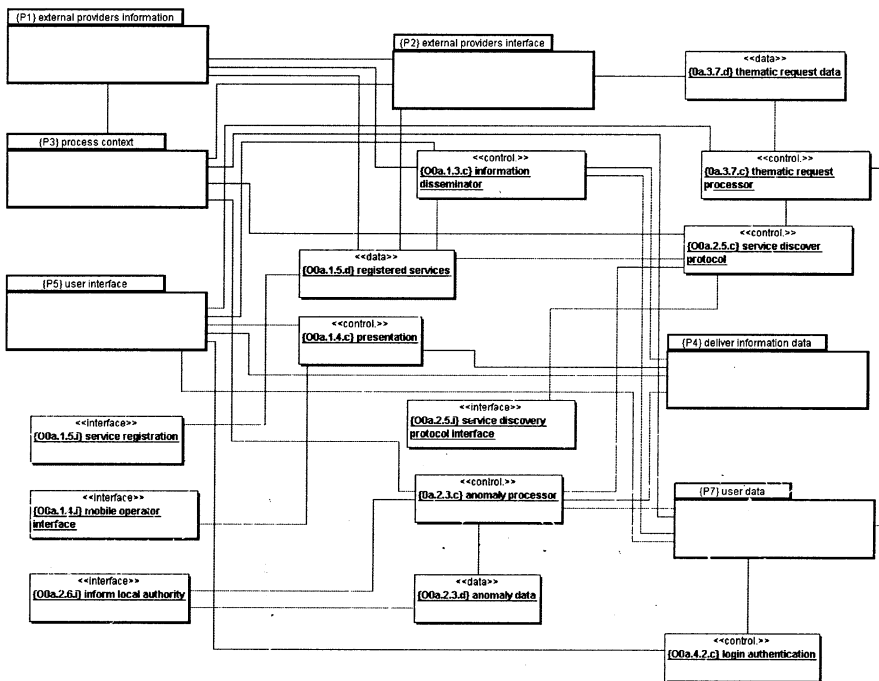 {P1} external providers information
{P2} external providers interface
<<data>>
{0a.3.7.d} thematic request data
{P3} process context
<<control.>>
{O0a.1.3.c} information
disseminator
<<control.>>
{0a.3.7.c} thematic request
processor
<<control.>>
{O0a.2.5.c} service discover
protocol
<<data>>
{O0a.1.5.d} registered services
{P5} user interface
<<control.>>
{O0a.1.4.c} presentation
{P4} deliver information data
<<interface>>
{O0a.1.5.i} service registration
<<interface>>
{O0a.2.5.i} service discovery
protocol interface
<<control.>>
{0a.2.3.c} anomaly processor
{P7} user data
<<interface>>
{O0a.1.4.i} mobile operator
interface
<<interface>>
{O0a.2.6.i} inform local authority
<<data>>
{O0a.2.3.d} anomaly data
<<control.>>
{O0a.4.2.c} login authentication